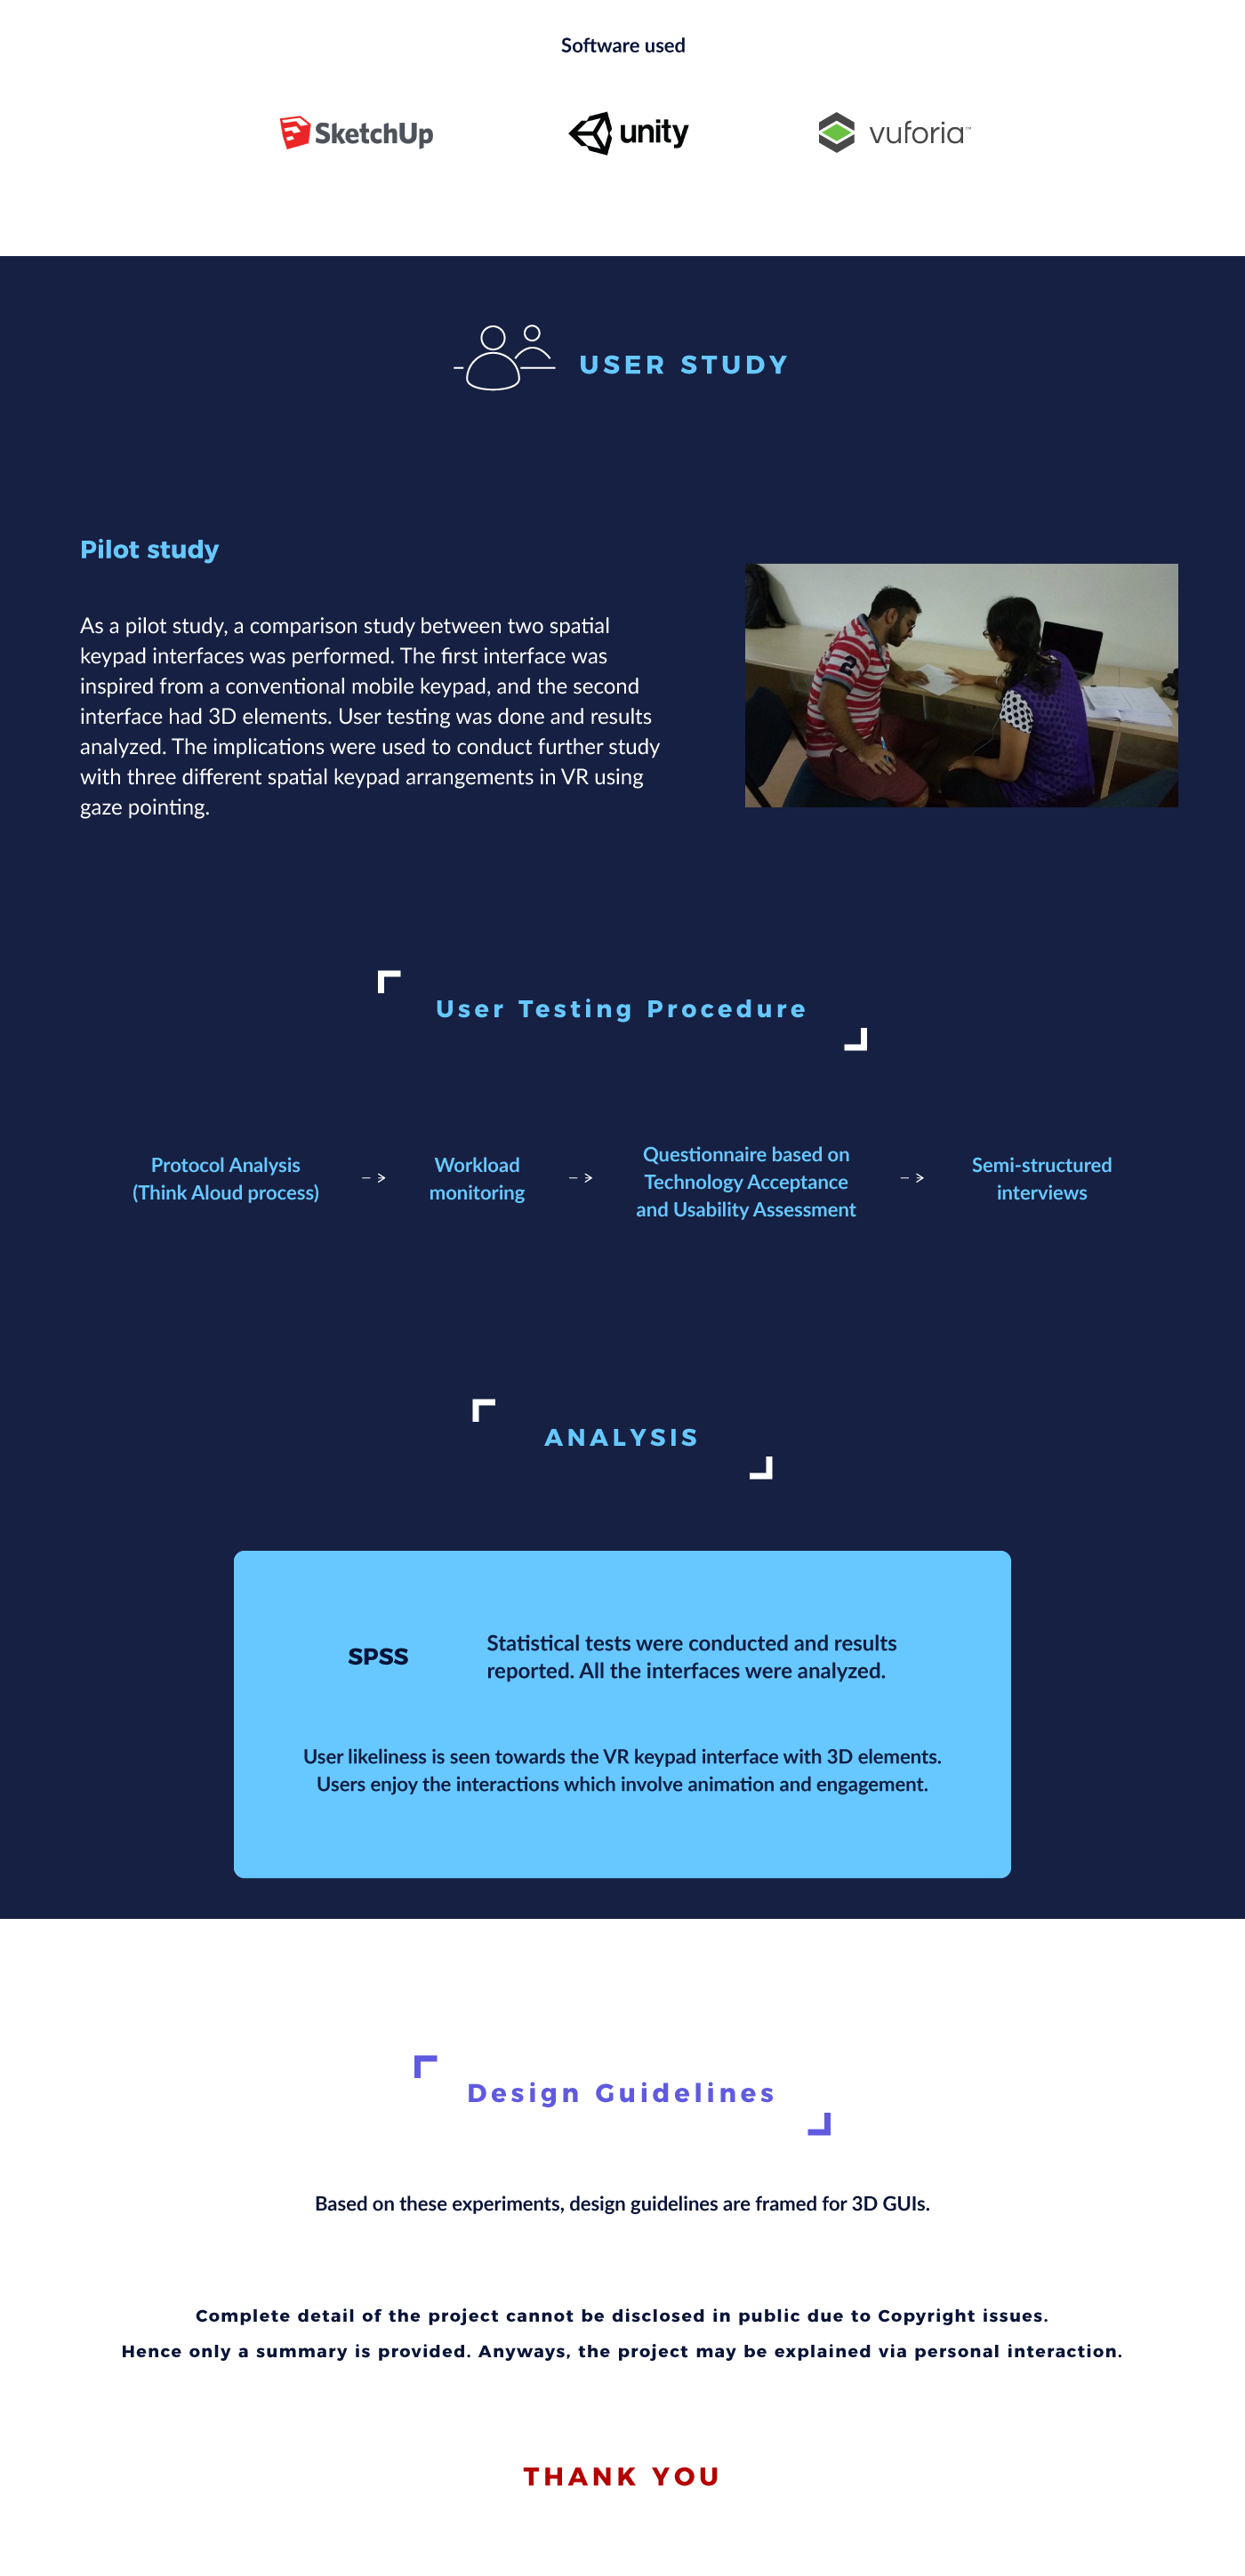 Software used
SketchUp
unity
vuforia™
USER STUDY
Pilot study
As a pilot study, a comparison study between two spatial
keypad interfaces was performed. The first interface was
inspired from a conventional mobile keypad, and the second
interface had 3D elements. User testing was done and results
analyzed. The implications were used to conduct further study
with three different spatial keypad arrangements in VR using
gaze pointing.
2
User Testing Procedure
Protocol Analysis
(Think Aloud process)
Workload
monitoring
Questionnaire based on
Technology Acceptance
and Usability Assessment
Semi-structured
interviews
ANALYSIS
SPSS
Statistical tests were conducted and results
reported. All the interfaces were analyzed.
User likeliness is seen towards the VR keypad interface with 3D elements.
Users enjoy the interactions which involve animation and engagement.
Design Guidelines
Based on these experiments, design guidelines are framed for 3D GUIs.
Complete detail of the project cannot be disclosed in public due to Copyright issues.
Hence only a summary is provided. Anyways, the project may be explained via personal interaction.
THANK YOU